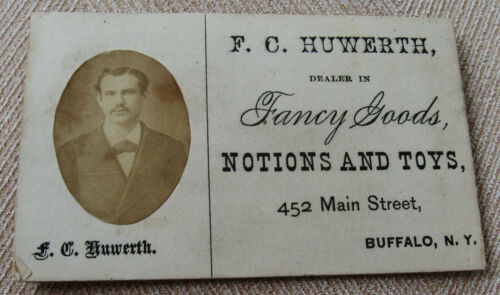 F. C. Huwerth.
F. C. HUWERTH,
DEALER IN
Fancy Goods,
NOTIONS AND TOYS,
452 Main Street,
BUFFALO, N. Y.